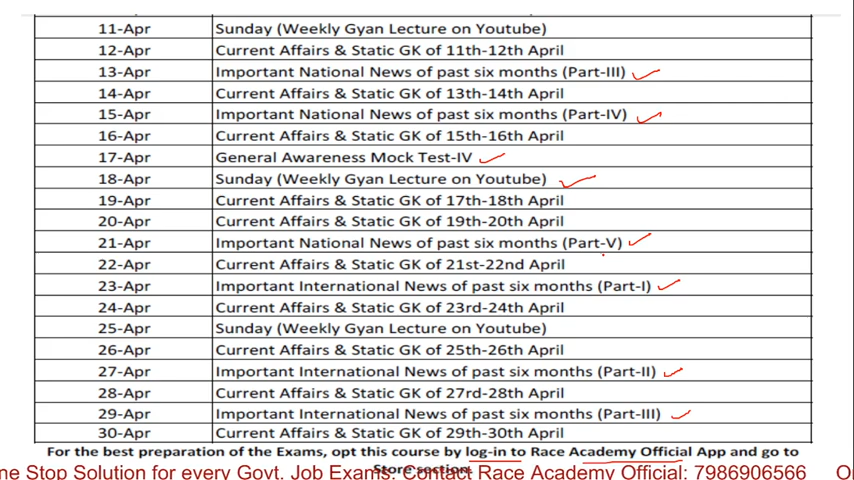 11-Apr Sunday (Weekly Gyan Lecture on Youtube)
12-Apr Current Affairs & Static GK of 11th-12th April
13-Apr Important National News of past six months (Part-III)
14-Apr Current Affairs & Static GK of 13th-14th April
15-Apr Important National News of past six months (Part-IV)
16-Apr Current Affairs & Static GK of 15th-16th April
17-Apr General Awareness Mock Test-IV
18-Apr Sunday (Weekly Gyan Lecture on Youtube)
19-Apr Current Affairs & Static GK of 17th-18th April
20-Apr Current Affairs & Static GK of 19th-20th April
21-Apr Important National News of past six months (Part-V)
22-Apr Current Affairs & Static GK of 21st-22nd April
23-Apr Important International News of past six months (Part-I)
24-Apr Current Affairs & Static GK of 23rd-24th April
25-Apr Sunday (Weekly Gyan Lecture on Youtube)
26-Apr Current Affairs & Static GK of 25th-26th April
27-Apr Important International News of past six months (Part-II)
28-Apr Current Affairs & Static GK of 27rd-28th April
29-Apr Important International News of past six months (Part-III)
30-Apr Current Affairs & Static GK of 29th-30th April
For the best preparation of the Exams, opt this course by log-in to Race Academy Official App and go to
Store section.
ne Stop Solution for every Govt. Job Exams. Contact Race Academy Official: 7986906566 O